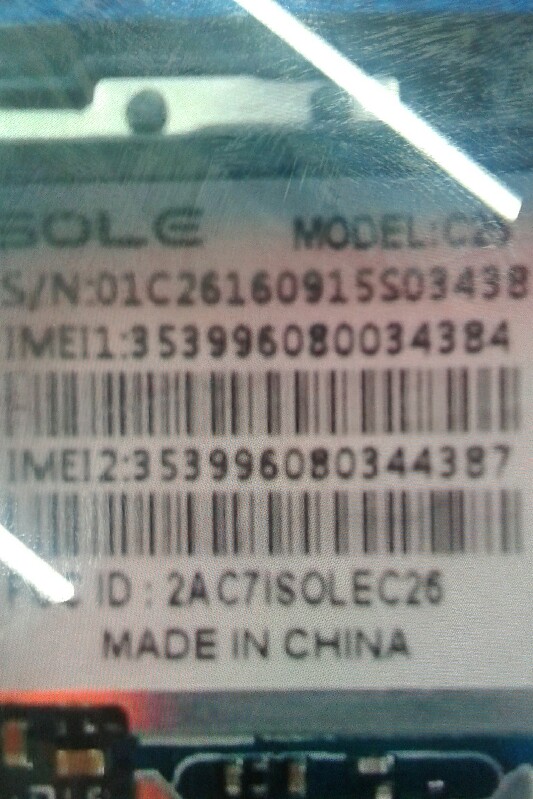 SOLE MODEL:C26
S/N:01C26160915S03438
IMEI1:353996080034384
IMEI2:353996080344387
FCC ID : 2AC7ISOLEC26
MADE IN CHINA